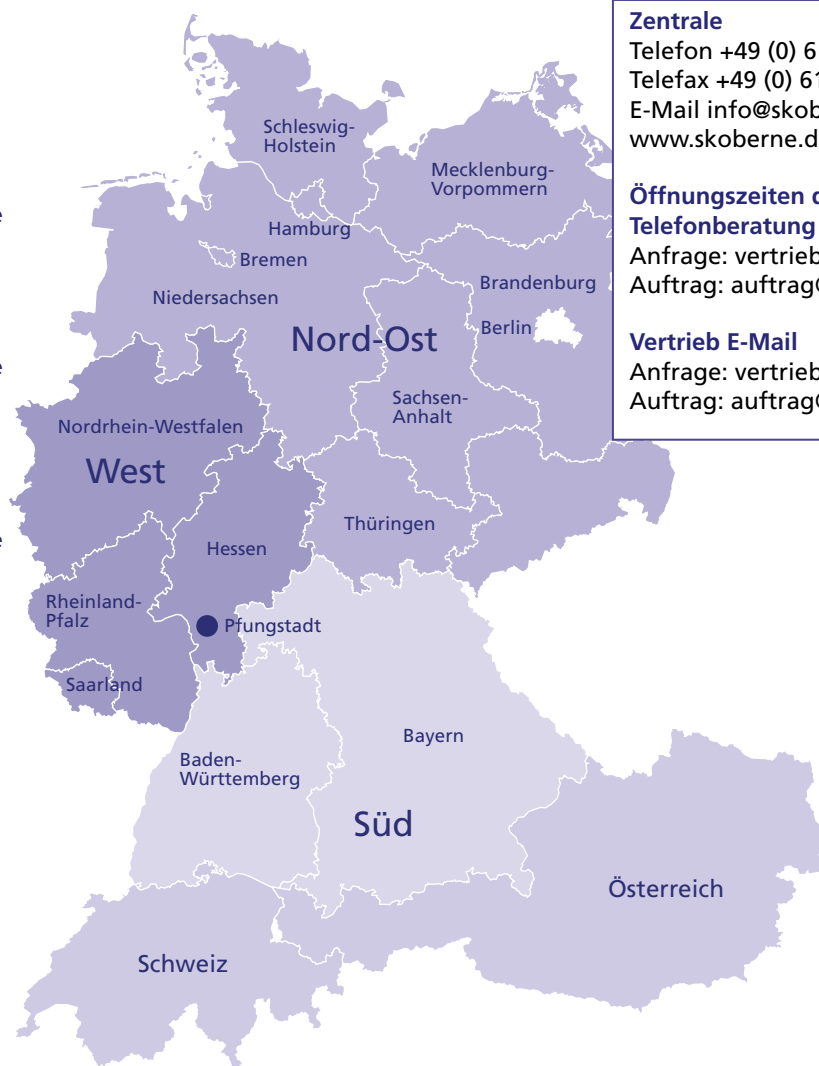 Zentrale
Telefon +49 (0) 6
Telefax +49 (0) 61
E-Mail info@skob
www.skoberne.d
Öffnungszeiten d
Telefonberatung
Anfrage: vertrieb
Auftrag: auftrag@
Vertrieb E-Mail
Anfrage: vertrieb
Auftrag: auftrag@
Schleswig-
Holstein
Mecklenburg-
Vorpommern
Hamburg
Bremen
Niedersachsen
Brandenburg
Berlin
Nord-Ost
Sachsen-
Anhalt
Nordrhein-Westfalen
West
Thüringen
Hessen
Rheinland-
Pfalz
Pfungstadt
Saarland
Bayern
Baden-
Württemberg
Süd
Österreich
Schweiz